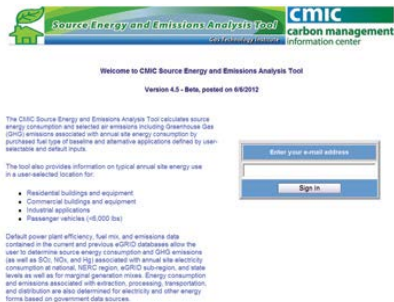 Source Energy and Emissions Analysis Tool
Gas Technology Institute
cmic
carbon management
information center
Welcome to CMIC Source Energy and Emissions Analysis Tool
Version 4.5 - Beta, posted on 6/6/2012
The CMIC Source Energy and Emissions Analysis Tool calculates source
energy consumption and selected air emissions including Greenhouse Gas
(GHG) emissions associated with annual site energy consumption by
purchased fuel type of baseline and alternative applications defined by user-
selectable and default inputs.
Enter your e-mail address
Sign in
The tool also provides information on typical annual site energy use
in a user-selected location for:
Residential buildings and equipment
Commercial buildings and equipment
Industrial applications
Passenger vehicles (<6,000 lbs)
Default power plant efficiency, fuel mix, and emissions data
contained in the current and previous eGRID databases allow the
user to determine source energy consumption and GHG emissions
(as well as SO₂, NOx, and Hg) associated with annual site electricity
consumption at national, NERC region, eGRID sub-region, and state
levels as well as for marginal generation mixes. Energy consumption
and emissions associated with extraction, processing, transportation,
and distribution are also determined for electricity and other energy
forms based on government data sources.